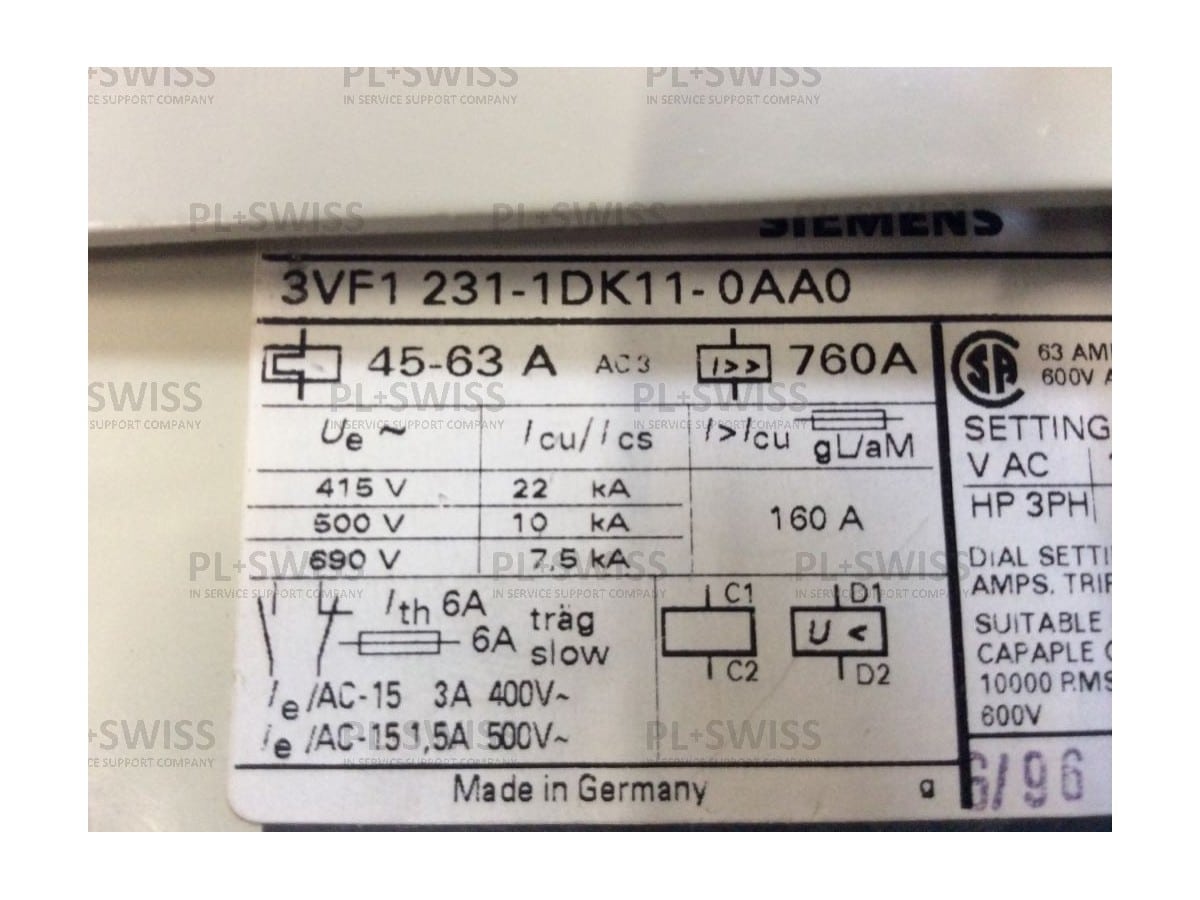 SIEMENS
3VF1 231-1DK11-0AA0
45-63 A AC3 I>> 760A
Ue ~ Icu/Ics I>Icu gL/aM
415 V 22 kA
500 V 10 kA
690 V 7,5 kA
160 A
Ith 6A träg
6A slow
Ie/AC-15 3A 400V~
Ie/AC-15 1,5A 500V~
C1
C2
D1
U <
D2
Made in Germany g
SA
63 AM
600V A
SETTING
V AC
HP 3PH
DIAL SETTI
AMPS. TRIP
SUITABLE
CAPAPLE
10000 RMS
600V
6/96
PL+SWISS
IN SERVICE SUPPORT COMPANY